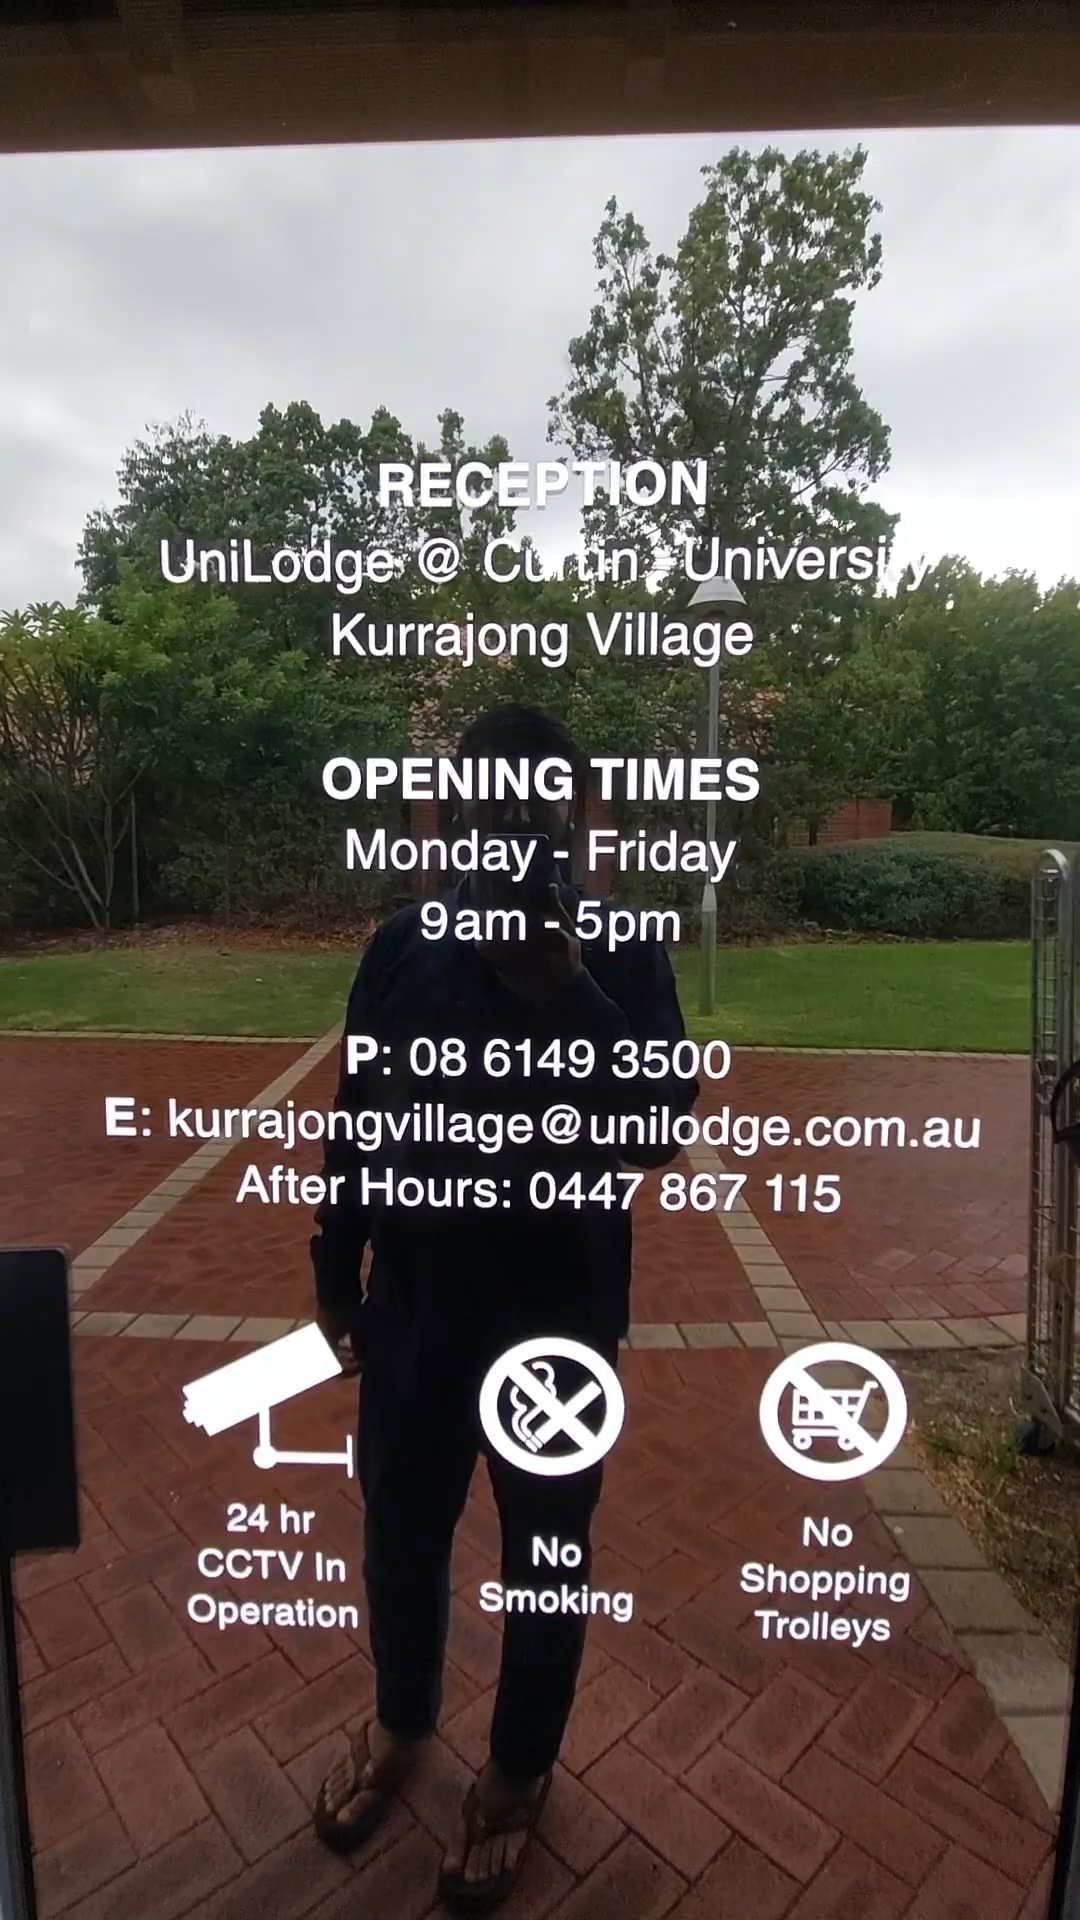 RECEPTION
UniLodge @ Curtin University
Kurrajong Village
OPENING TIMES
Monday - Friday
9am - 5pm
P: 08 6149 3500
E: kurrajongvillage@unilodge.com.au
After Hours: 0447 867 115
24 hr
CCTV In
Operation
No
Smoking
No
Shopping
Trolleys